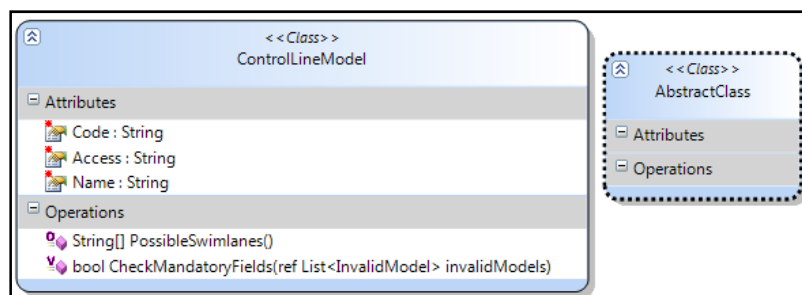 <<Class>>
ControlLineModel
Attributes
Code : String
Access : String
Name : String
Operations
O String[] PossibleSwimlanes()
V bool CheckMandatoryFields(ref List<InvalidModel> invalidModels)
<<Class>>
AbstractClass
Attributes
Operations